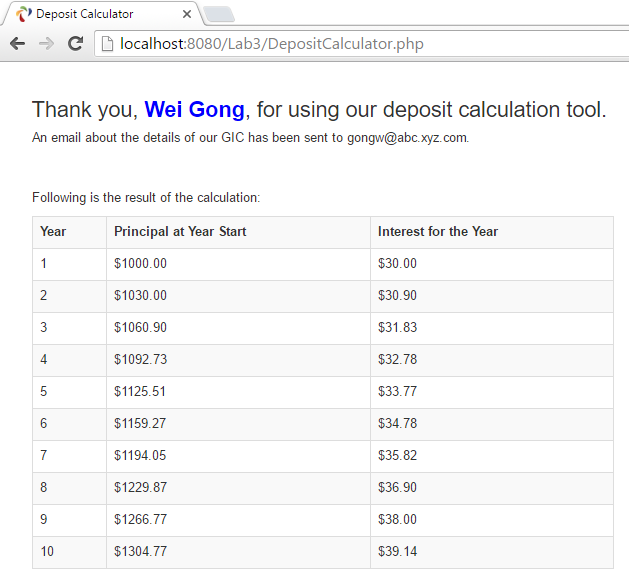 Deposit Calculator
localhost:8080/Lab3/DepositCalculator.php
Thank you, Wei Gong, for using our deposit calculation tool.
An email about the details of our GIC has been sent to gongw@abc.xyz.com.
Following is the result of the calculation:
Year Principal at Year Start Interest for the Year
1 $1000.00 $30.00
2 $1030.00 $30.90
3 $1060.90 $31.83
4 $1092.73 $32.78
5 $1125.51 $33.77
6 $1159.27 $34.78
7 $1194.05 $35.82
8 $1229.87 $36.90
9 $1266.77 $38.00
10 $1304.77 $39.14